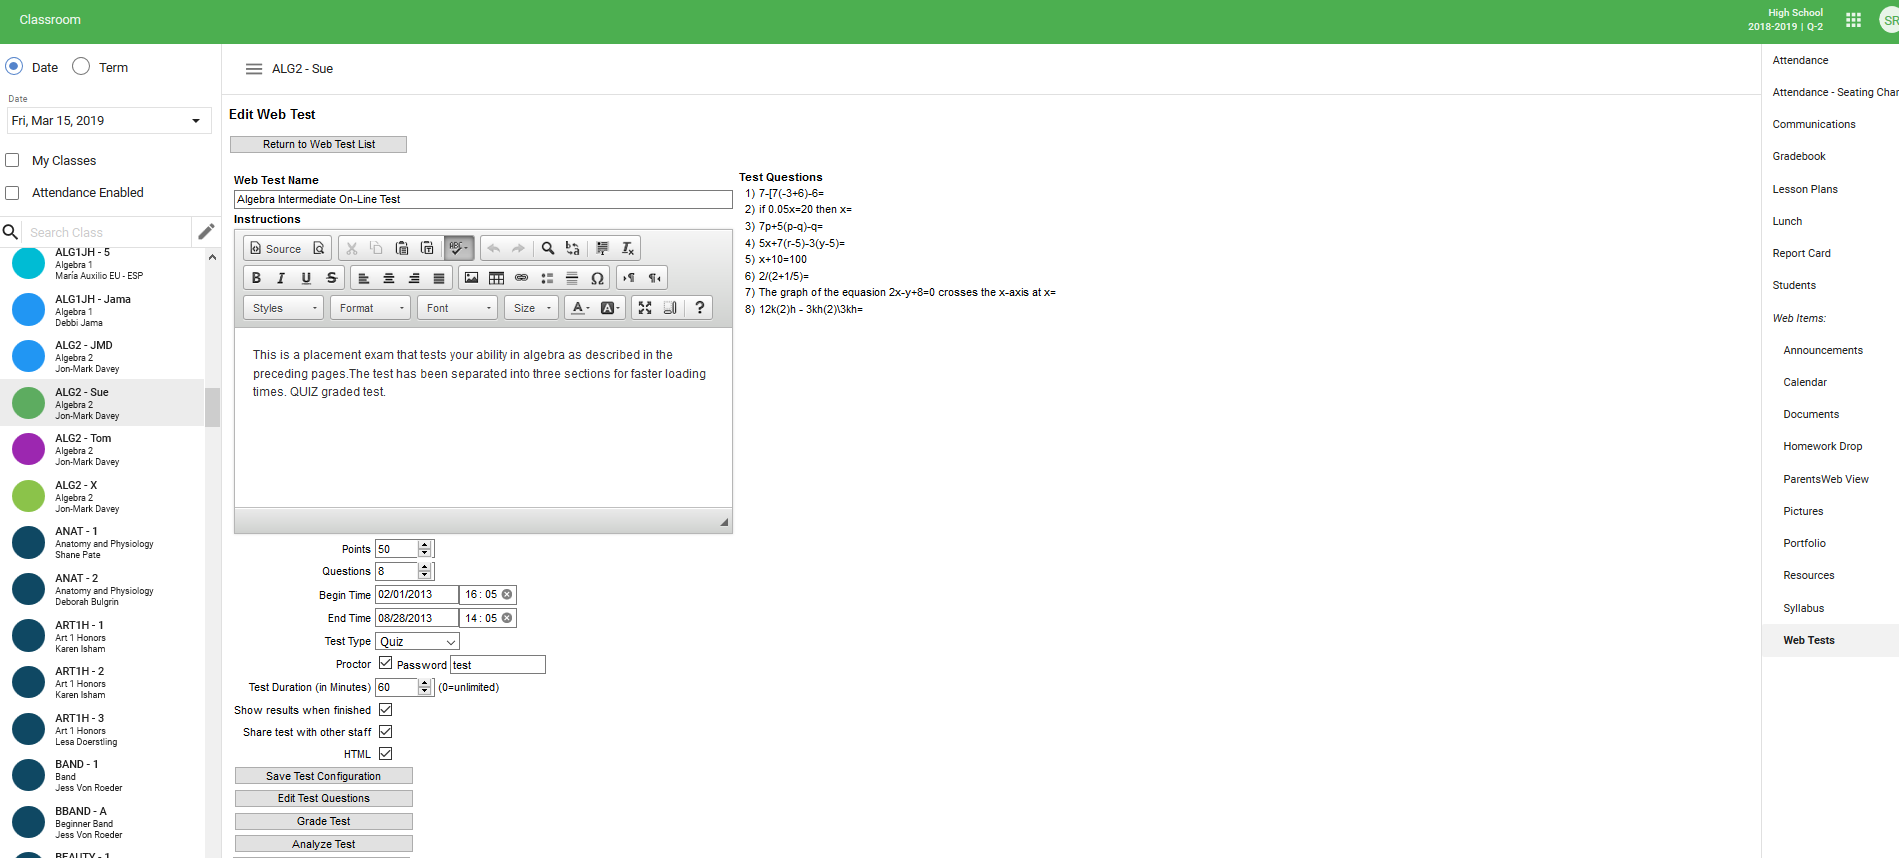 Classroom
High School
2018-2019 | Q-2
SR
Date
Term
Date
Fri, Mar 15, 2019
My Classes
Attendance Enabled
Search Class
ALG1JH - 5
Algebra 1
María Auxilio EU - ESP
ALG1JH - Jama
Algebra 1
Debbi Jama
ALG2 - JMD
Algebra 2
Jon-Mark Davey
ALG2 - Sue
Algebra 2
Jon-Mark Davey
ALG2 - Tom
Algebra 2
Jon-Mark Davey
ALG2 - X
Algebra 2
Jon-Mark Davey
ANAT - 1
Anatomy and Physiology
Shane Pate
ANAT - 2
Anatomy and Physiology
Deborah Bulgrin
ART1H - 1
Art 1 Honors
Karen Isham
ART1H - 2
Art 1 Honors
Karen Isham
ART1H - 3
Art 1 Honors
Lesa Doerstling
BAND - 1
Band
Jess Von Roeder
BBAND - A
Beginner Band
Jess Von Roeder
BEAUTY - 1
ALG2 - Sue
Edit Web Test
Return to Web Test List
Web Test Name
Algebra Intermediate On-Line Test
Instructions
Source
ABC
B I U S
Styles Format Font Size A A ?
This is a placement exam that tests your ability in algebra as described in the
preceding pages.The test has been separated into three sections for faster loading
times. QUIZ graded test.
Points 50
Questions 8
Begin Time 02/01/2013 16 : 05
End Time 08/28/2013 14 : 05
Test Type Quiz
Proctor Password test
Test Duration (in Minutes) 60 (0=unlimited)
Show results when finished
Share test with other staff
HTML
Save Test Configuration
Edit Test Questions
Grade Test
Analyze Test
Test Questions
1) 7-[7(-3+6)-6=
2) if 0.05x=20 then x=
3) 7p+5(p-q)-q=
4) 5x+7(r-5)-3(y-5)=
5) x+10=100
6) 2/(2+1/5)=
7) The graph of the equasion 2x-y+8=0 crosses the x-axis at x=
8) 12k(2)h - 3kh(2)\3kh=
Attendance
Attendance - Seating Char
Communications
Gradebook
Lesson Plans
Lunch
Report Card
Students
Web Items:
Announcements
Calendar
Documents
Homework Drop
ParentsWeb View
Pictures
Portfolio
Resources
Syllabus
Web Tests